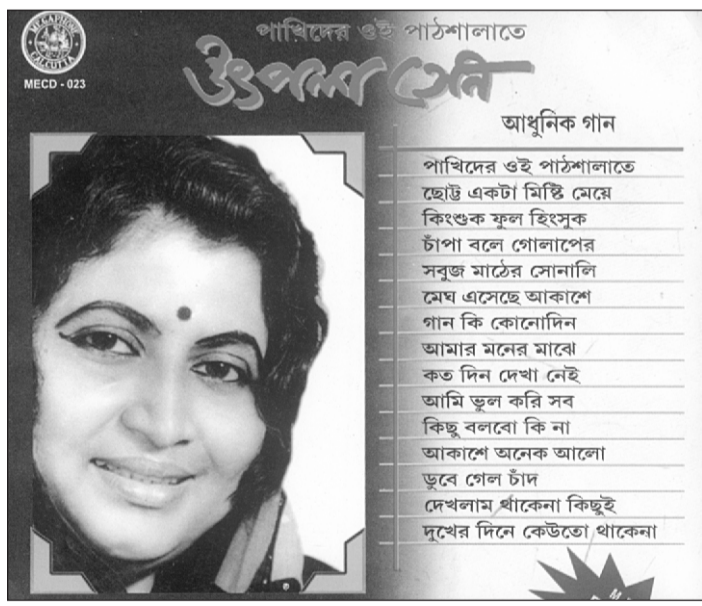 পাখিদের ওই পাঠশালাতে
উৎপলা সেন
CALCUTTA
MECD - 023
আধুনিক গান
পাখিদের ওই পাঠশালাতে
ছোট্ট একটা মিষ্টি মেয়ে
কিংশুক ফুল হিংসুক
চাঁপা বলে গোলাপের
সবুজ মাঠের সোনালি
মেঘ এসেছে আকাশে
গান কি কোনোদিন
আমার মনের মাঝে
কত দিন দেখা নেই
আমি ভুল করি সব
কিছু বলবো কি না
আকাশে অনেক আলো
ডুবে গেল চাঁদ
দেখলাম থাকেনা কিছুই
দুখের দিনে কেউতো থাকেনা